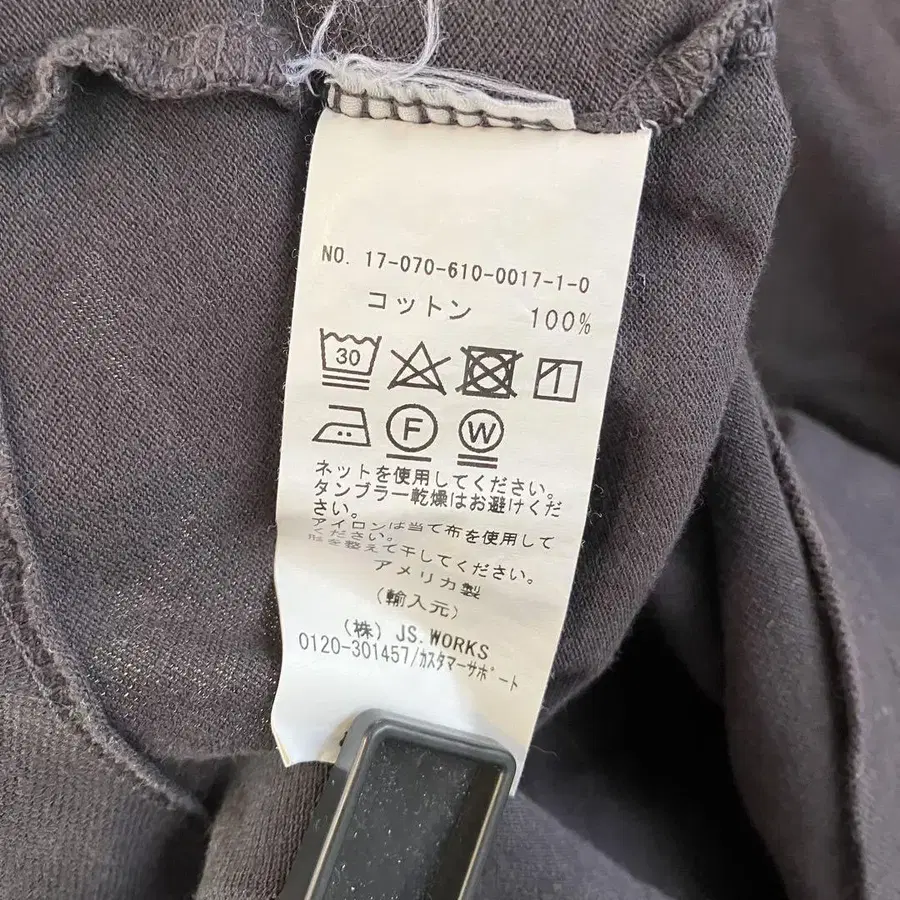 NO. 17-070-610-0017-1-0
コットン 100%
30
F W
ネットを使用してください。
タンブラー乾燥はお避けくだ
さい。
アイロンは当て布を使用して
ください。
形を整えて干してください。
アメリカ製
(輸入元)
(株) JS.WORKS
0120-301457/カスタマーサポート